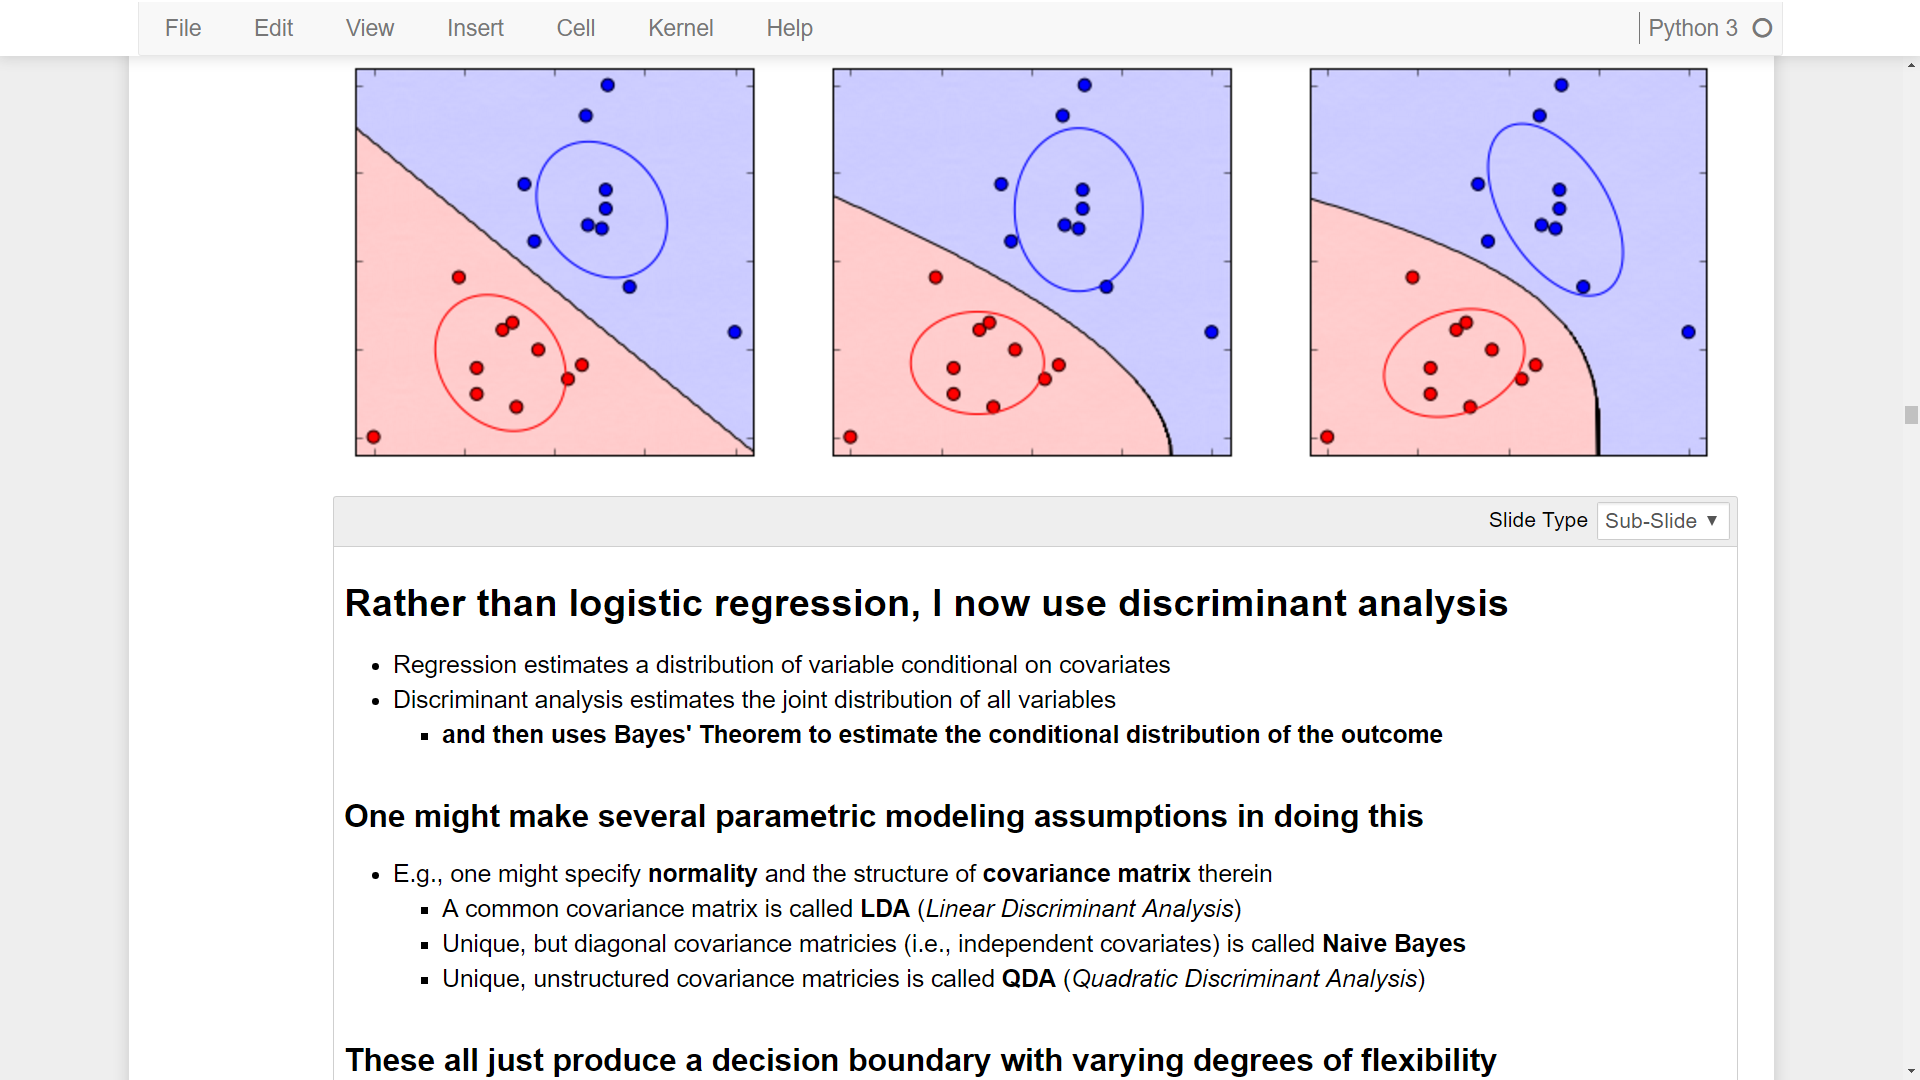 File Edit View Insert Cell Kernel Help Python 3
Slide Type Sub-Slide ▼
Rather than logistic regression, I now use discriminant analysis
• Regression estimates a distribution of variable conditional on covariates
• Discriminant analysis estimates the joint distribution of all variables
▪ and then uses Bayes' Theorem to estimate the conditional distribution of the outcome
One might make several parametric modeling assumptions in doing this
• E.g., one might specify normality and the structure of covariance matrix therein
▪ A common covariance matrix is called LDA (Linear Discriminant Analysis)
▪ Unique, but diagonal covariance matricies (i.e., independent covariates) is called Naive Bayes
▪ Unique, unstructured covariance matricies is called QDA (Quadratic Discriminant Analysis)
These all just produce a decision boundary with varying degrees of flexibility